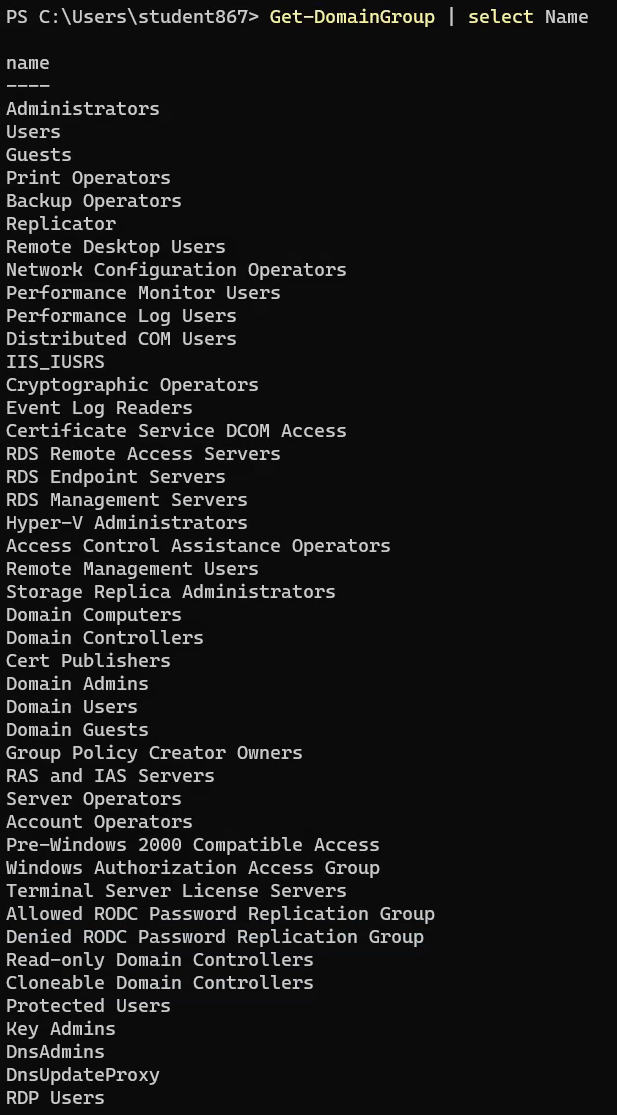 PS C:\Users\student867> Get-DomainGroup | select Name
name
----
Administrators
Users
Guests
Print Operators
Backup Operators
Replicator
Remote Desktop Users
Network Configuration Operators
Performance Monitor Users
Performance Log Users
Distributed COM Users
IIS_IUSRS
Cryptographic Operators
Event Log Readers
Certificate Service DCOM Access
RDS Remote Access Servers
RDS Endpoint Servers
RDS Management Servers
Hyper-V Administrators
Access Control Assistance Operators
Remote Management Users
Storage Replica Administrators
Domain Computers
Domain Controllers
Cert Publishers
Domain Admins
Domain Users
Domain Guests
Group Policy Creator Owners
RAS and IAS Servers
Server Operators
Account Operators
Pre-Windows 2000 Compatible Access
Windows Authorization Access Group
Terminal Server License Servers
Allowed RODC Password Replication Group
Denied RODC Password Replication Group
Read-only Domain Controllers
Cloneable Domain Controllers
Protected Users
Key Admins
DnsAdmins
DnsUpdateProxy
RDP Users